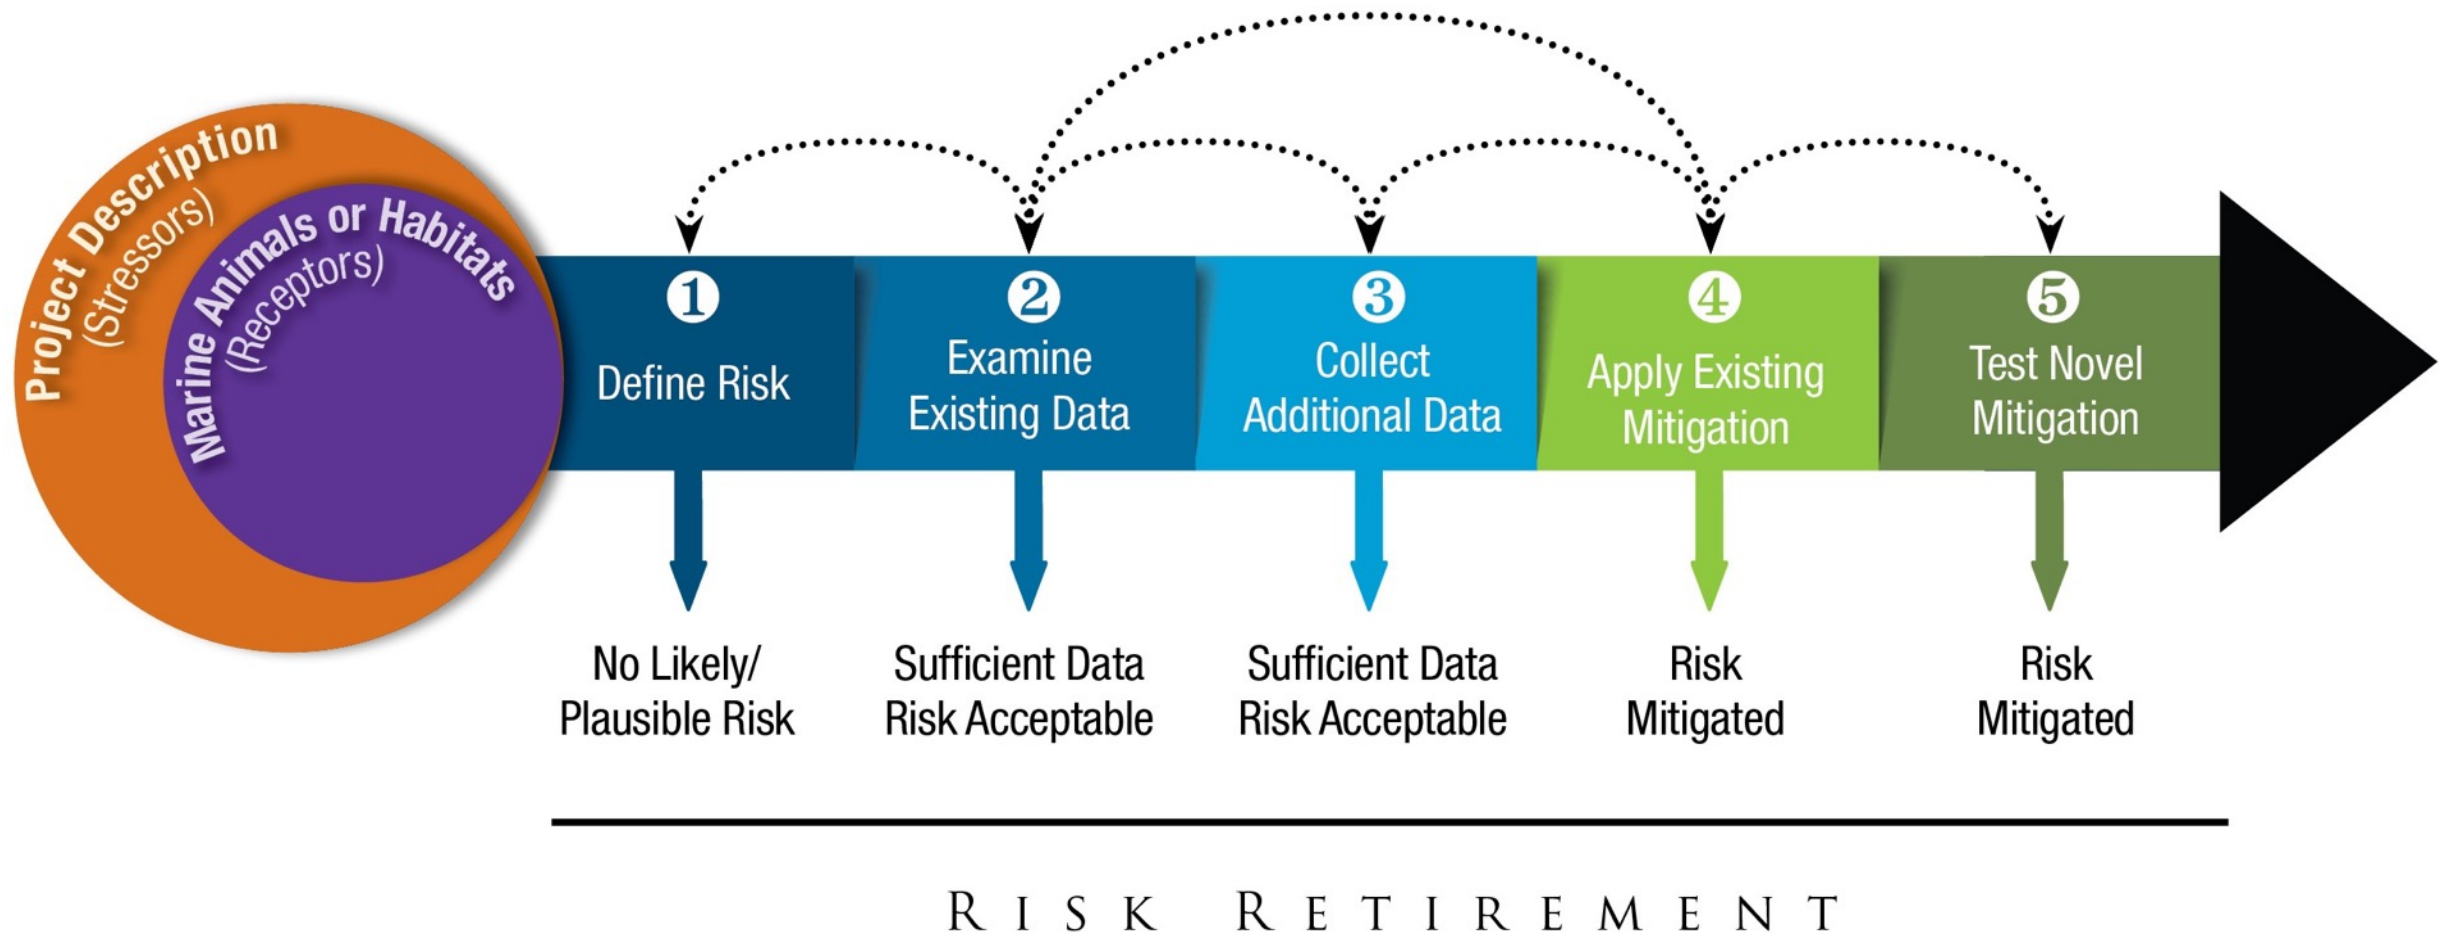 Project Description
(Stressors)
Marine Animals or Habitats
(Receptors)
1
Define Risk
2
Examine
Existing Data
3
Collect
Additional Data
4
Apply Existing
Mitigation
5
Test Novel
Mitigation
No Likely/
Plausible Risk
Sufficient Data
Risk Acceptable
Sufficient Data
Risk Acceptable
Risk
Mitigated
Risk
Mitigated
RISK RETIREMENT